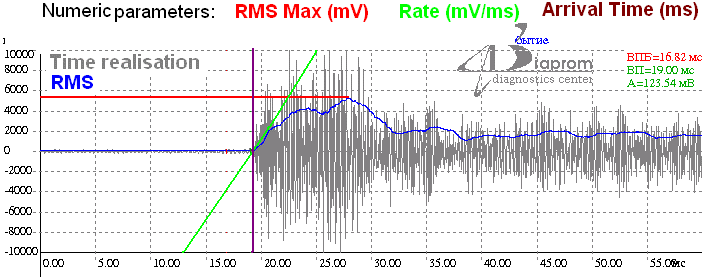 Numeric parameters: RMS Max (mV) Rate (mV/ms) Arrival Time (ms)
бытие
Diaprom
diagnostics center
ВПБ=16.82 мс
ВП=19.00 мс
А=123.54 мВ
Time realisation
RMS
10000
8000
6000
4000
2000
0
-2000
-4000
-6000
-8000
-10000
0.00 5.00 10.00 15.00 20.00 25.00 30.00 35.00 40.00 45.00 50.00 55.00 мс